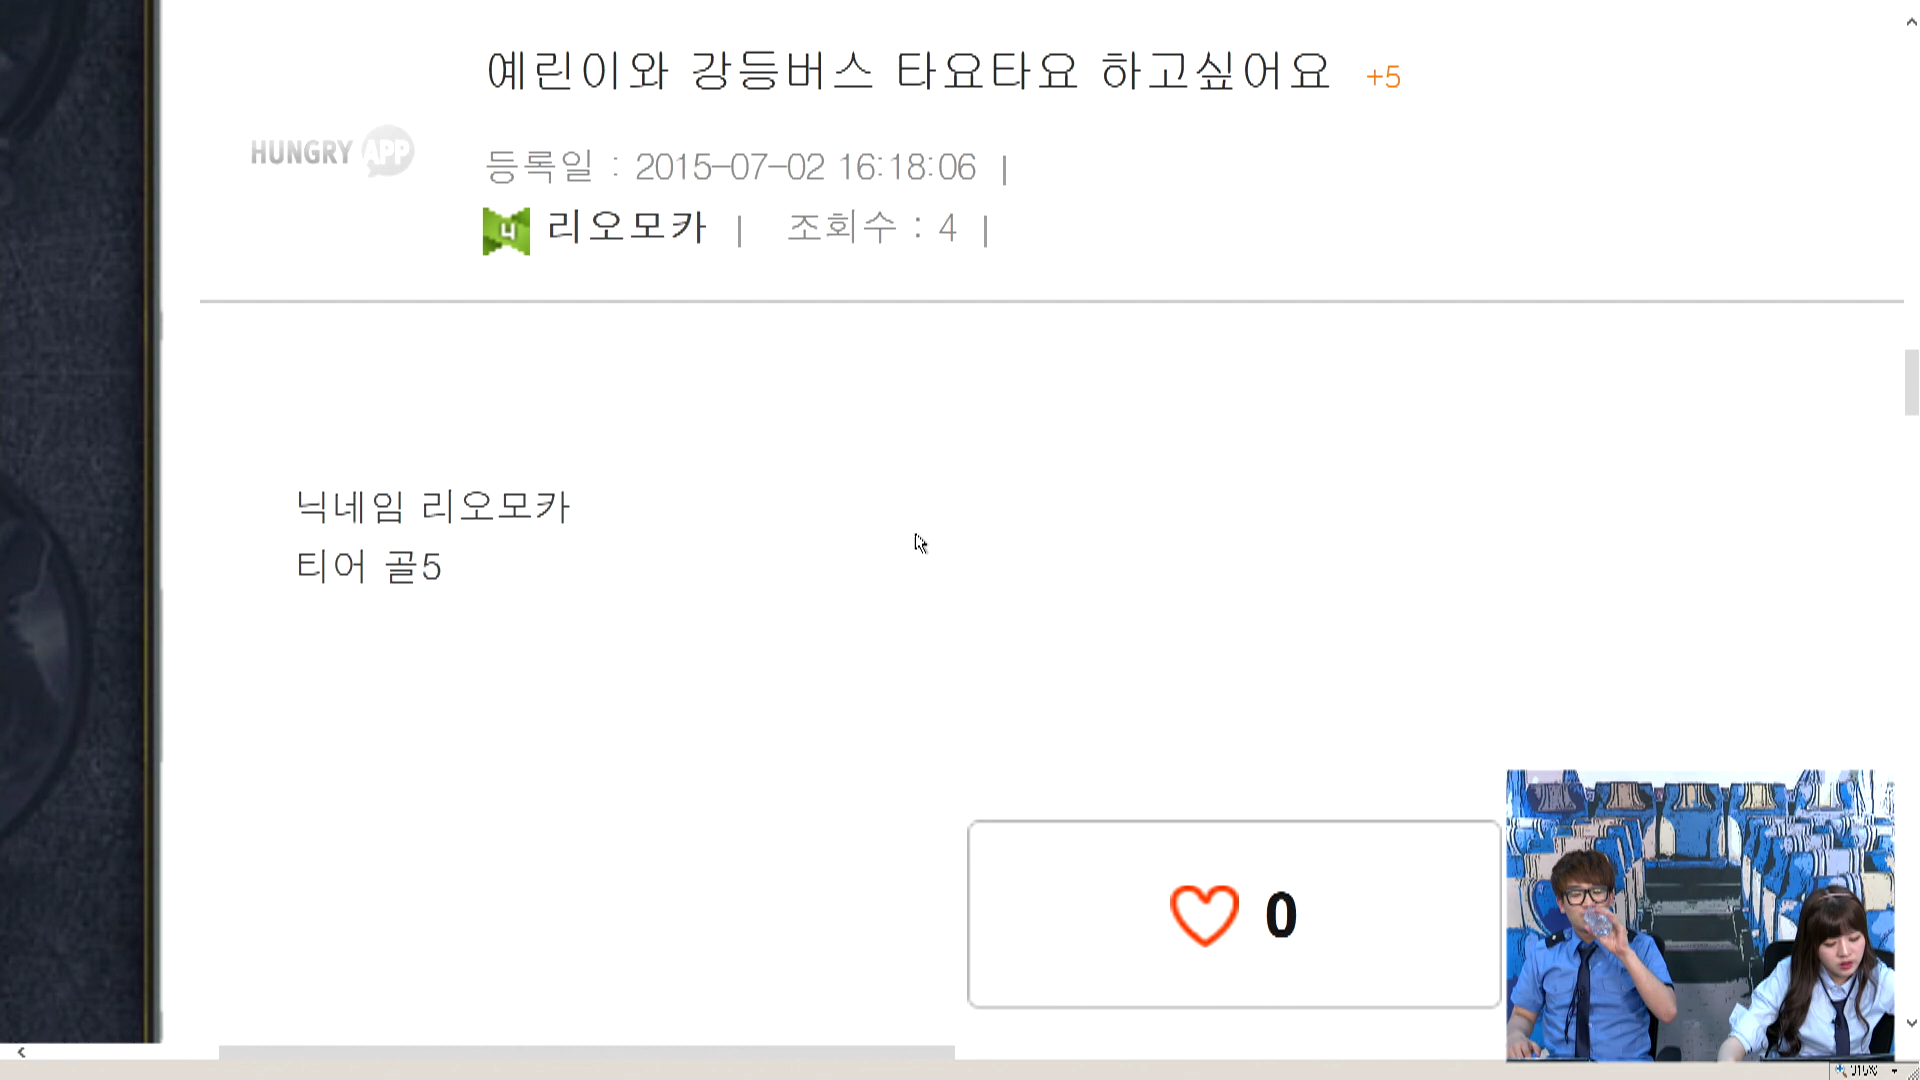 예린이와 강등버스 타요타요 하고싶어요 +5
HUNGRY APP
등록일 : 2015-07-02 16:18:06 |
4 리오모카 | 조회수 : 4 |
닉네임 리오모카
티어 골5
0